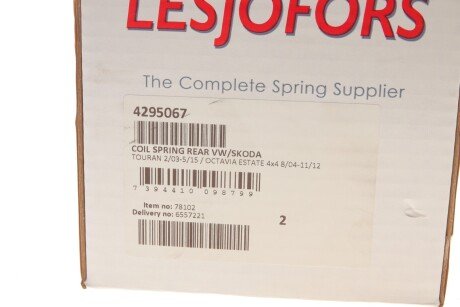 LESJÖFORS
The Complete Spring Supplier
4295067
COIL SPRING REAR VW/SKODA
TOURAN 2/03-5/15 / OCTAVIA ESTATE 4x4 8/04-11/12
7 394410 098799
Item no: 78102
Delivery no: 6557221
2